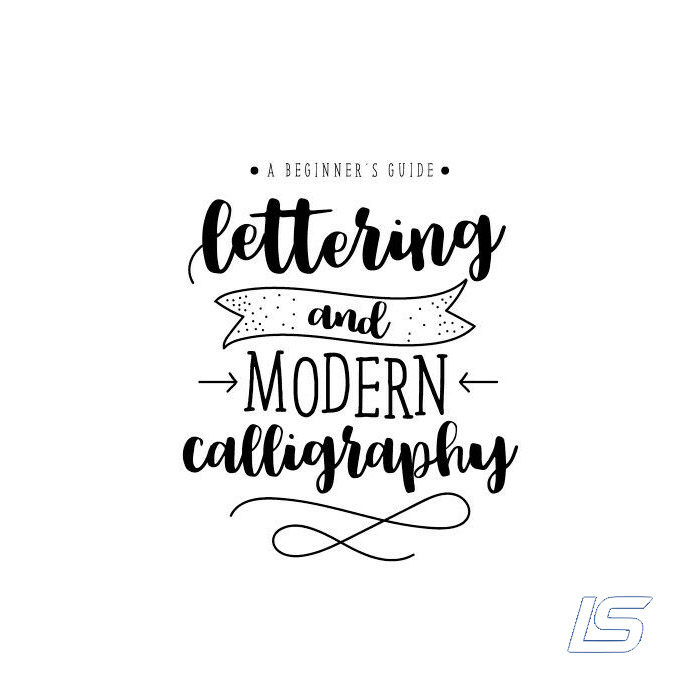 • A BEGINNER'S GUIDE •
lettering
and
MODERN
calligraphy
LS